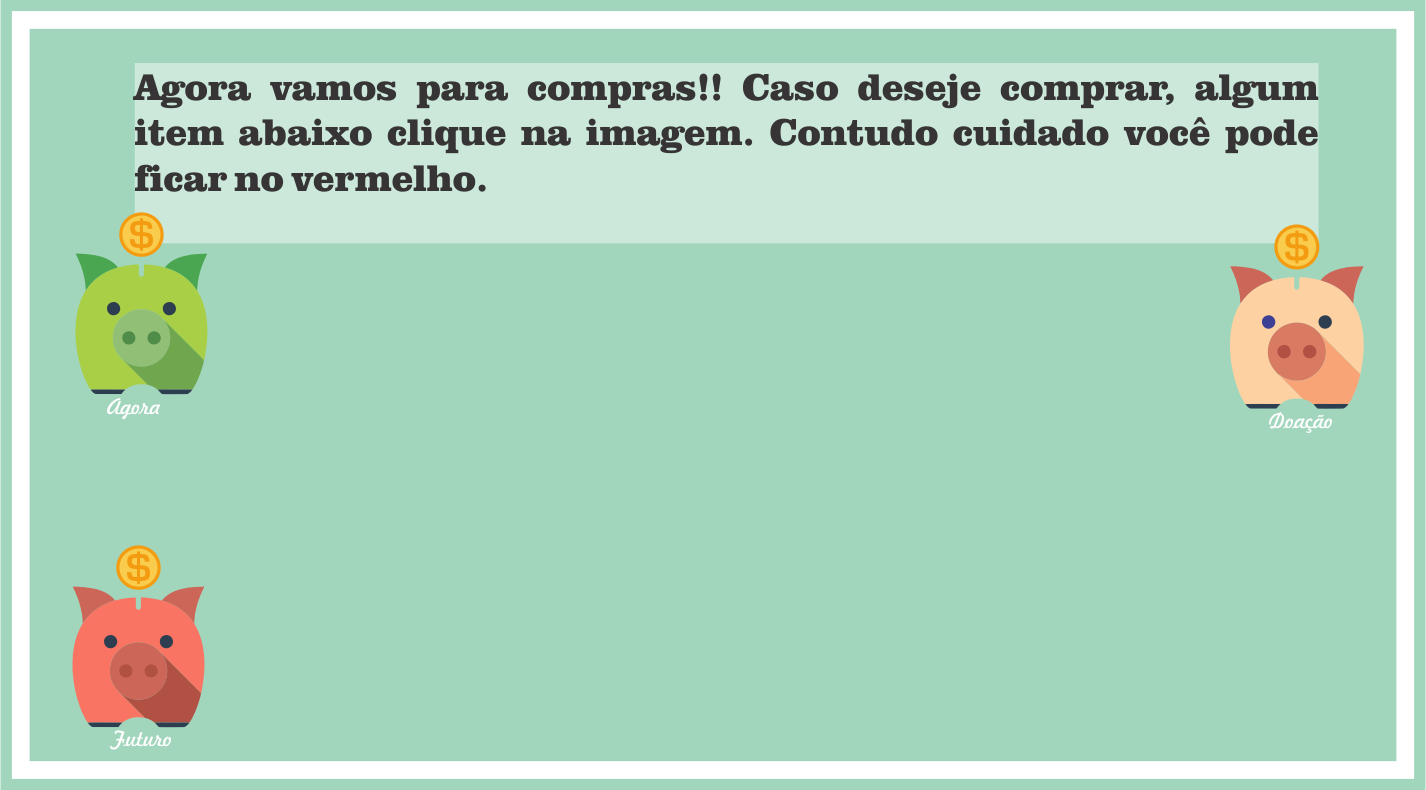 Agora vamos para compras!! Caso deseje comprar, algum
item abaixo clique na imagem. Contudo cuidado você pode
ficar no vermelho.
$
$
Agora
Doação
$
Futuro